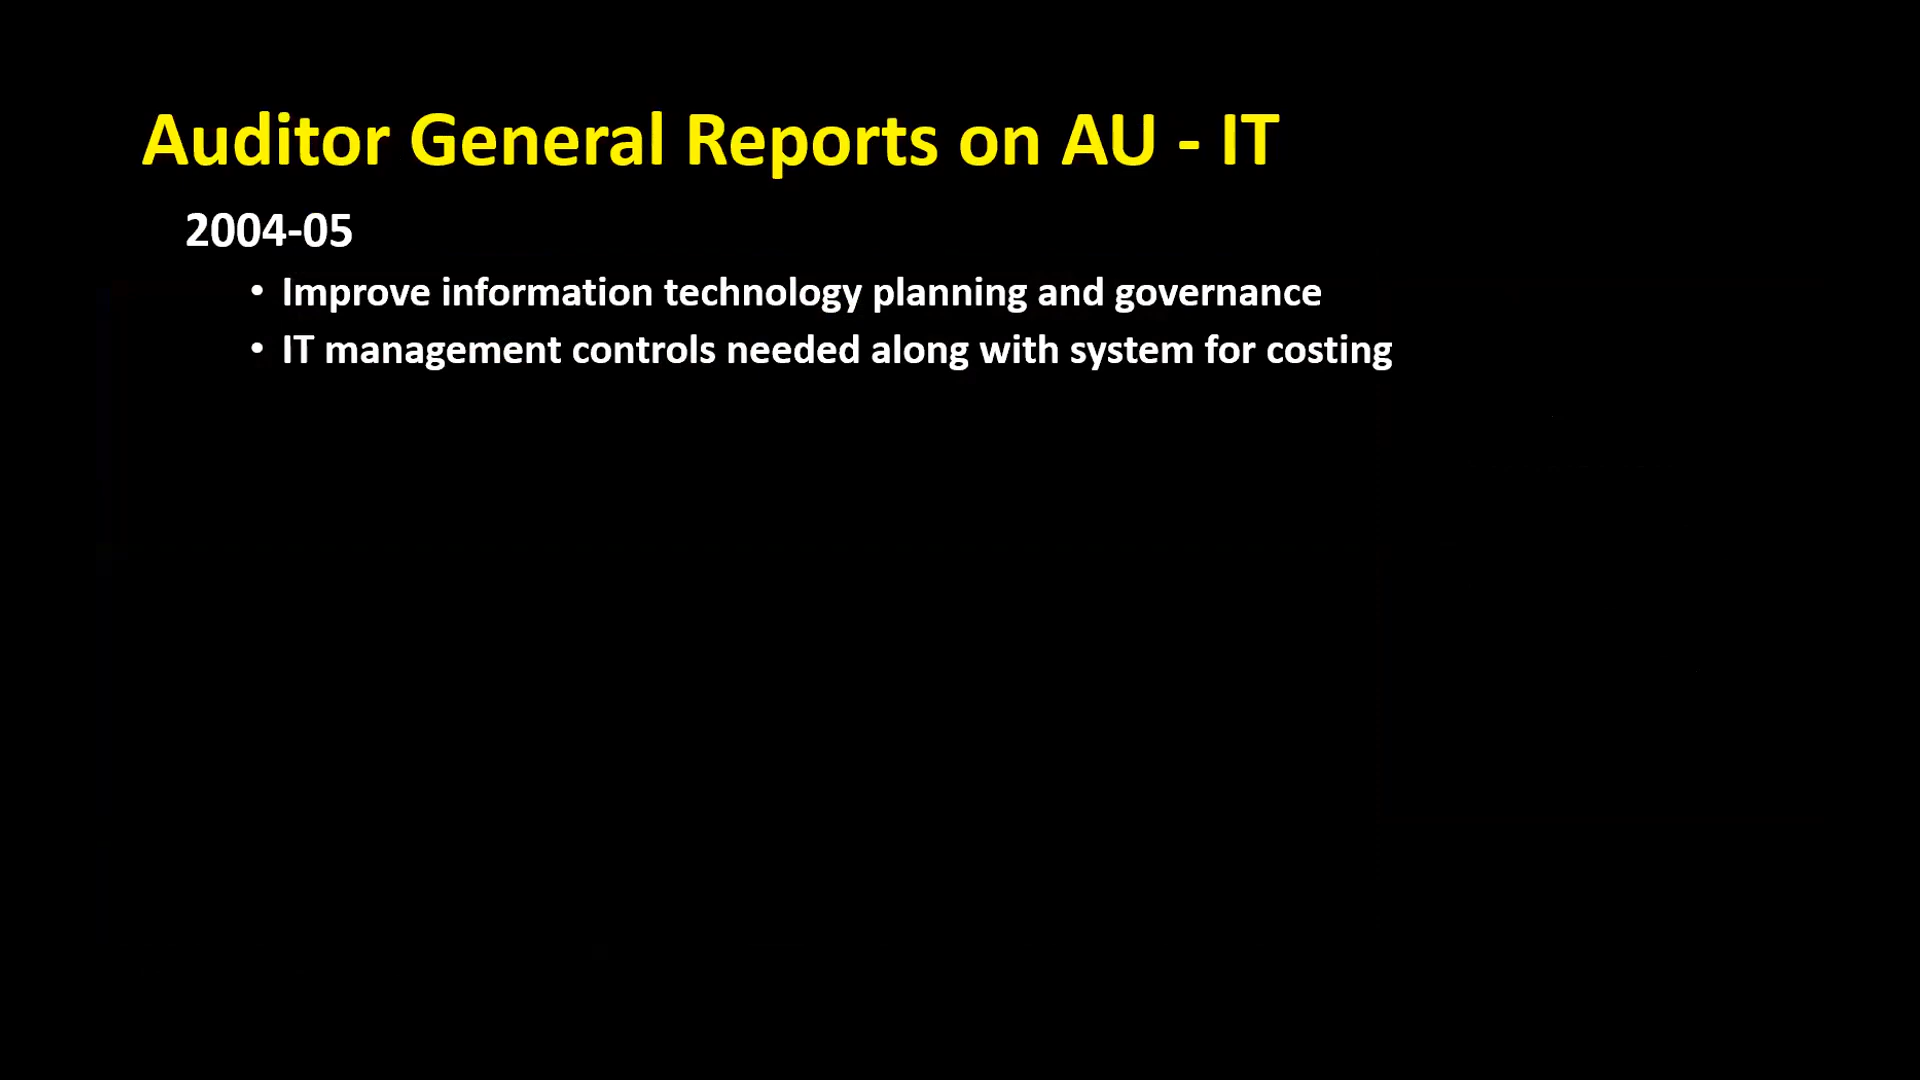 Auditor General Reports on AU - IT
2004-05
• Improve information technology planning and governance
• IT management controls needed along with system for costing